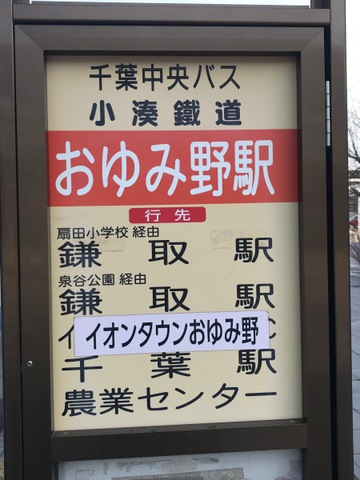 千葉中央バス
小湊鐵道
おゆみ野駅
行先
扇田小学校 経由
鎌取駅
泉谷公園 経由
鎌取駅
イオンタウンおゆみ野
千葉駅
農業センター